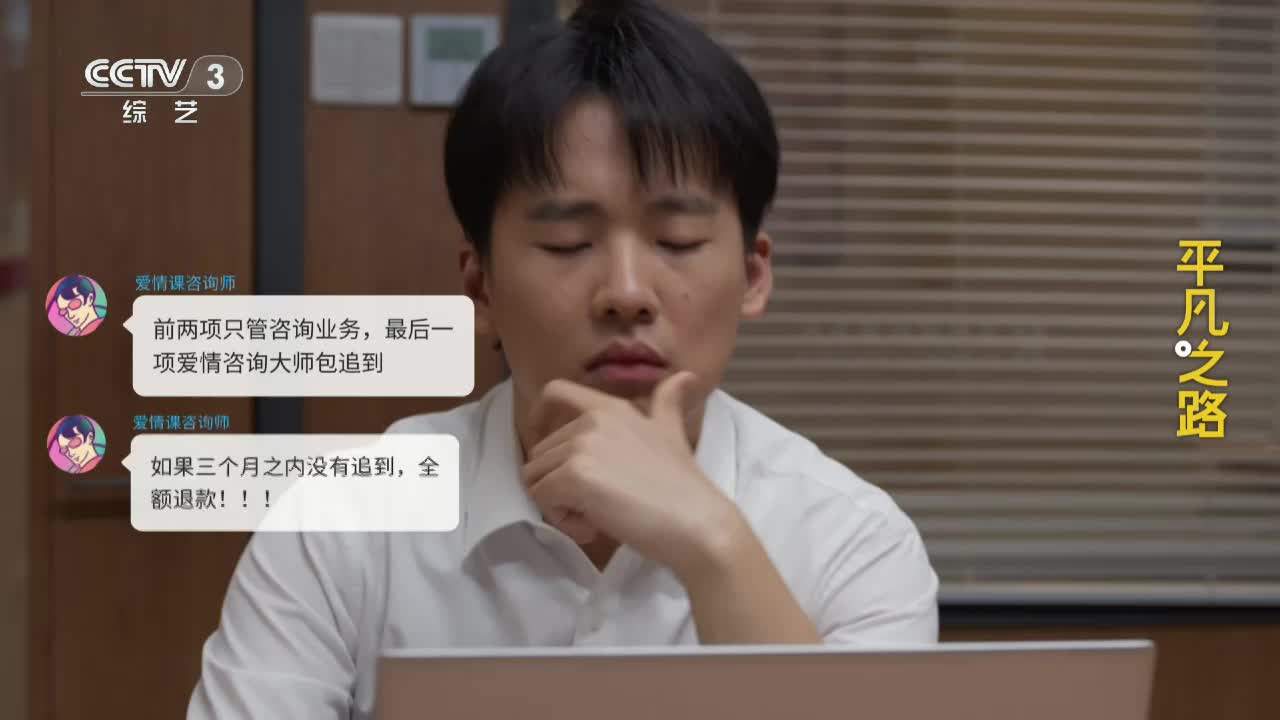 CCTV 3
综艺
爱情课咨询师
前两项只管咨询业务，最后一
项爱情咨询大师包追到
爱情课咨询师
如果三个月之内没有追到，全
额退款！！！
平凡之路